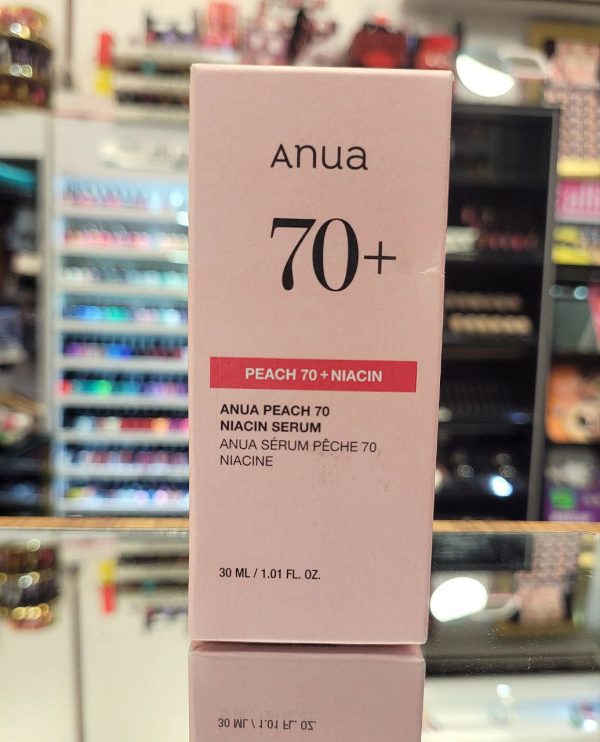 Anua
70+
PEACH 70+NIACIN
ANUA PEACH 70
NIACIN SERUM
ANUA SÉRUM PÊCHE 70
NIACINE
30 ML / 1.01 FL. OZ.
30 ML / 1.01 FL. OZ.